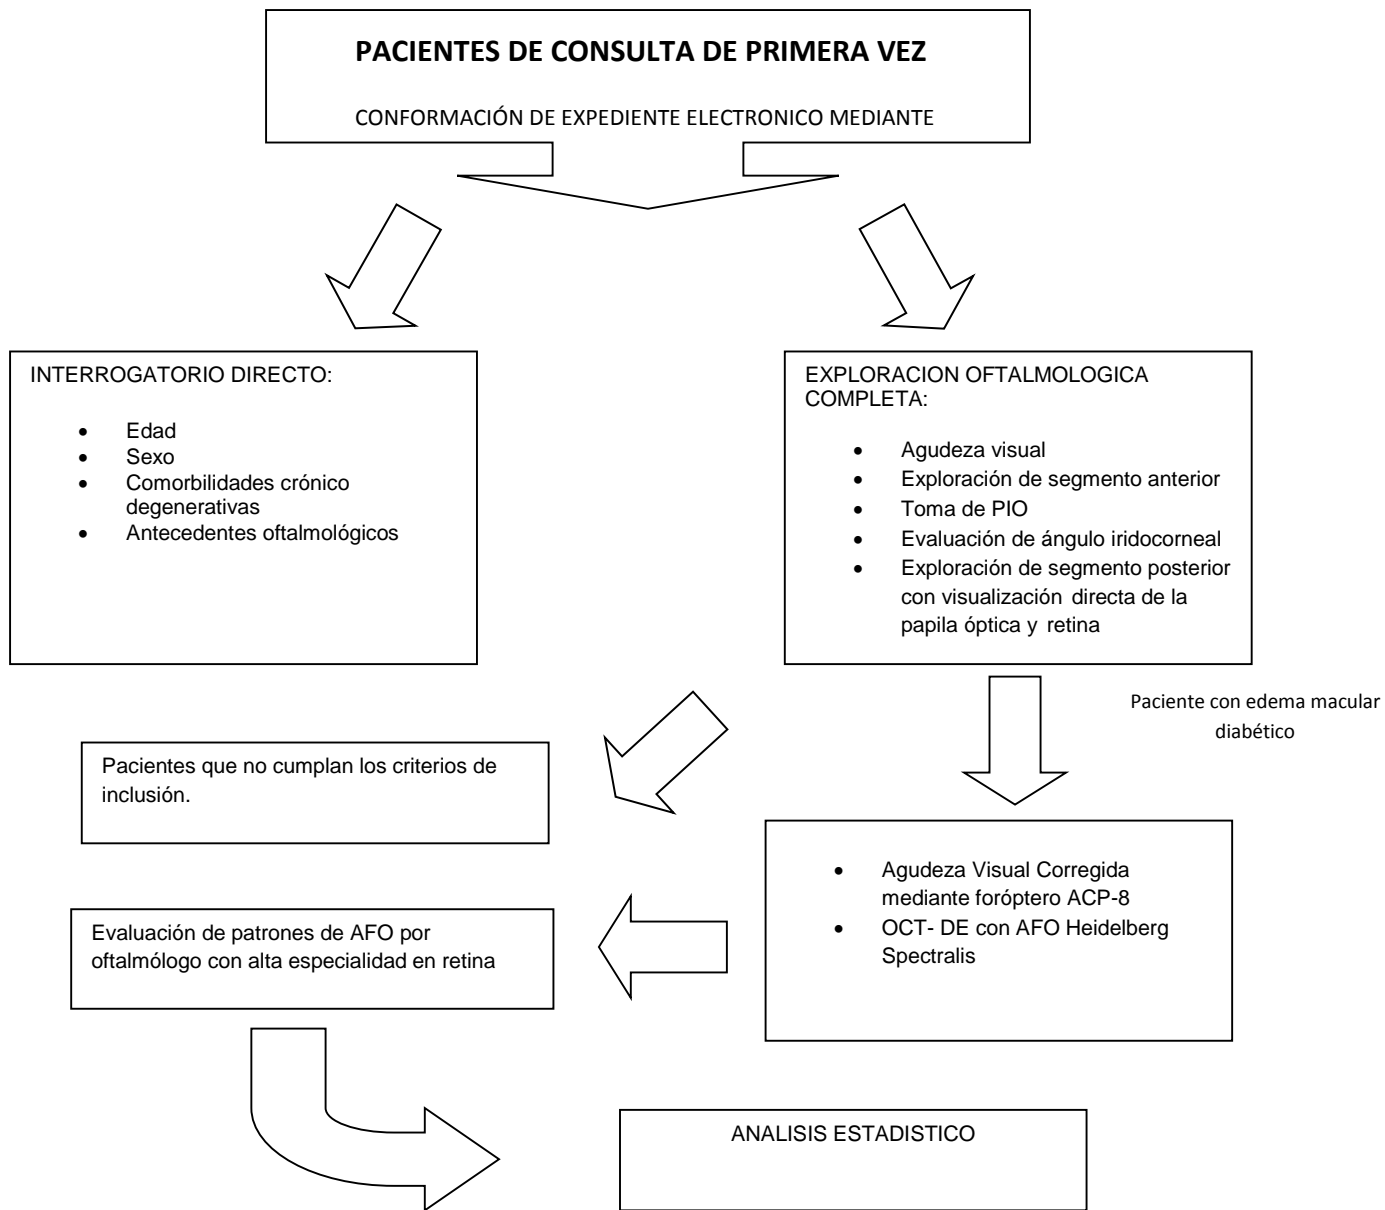 PACIENTES DE CONSULTA DE PRIMERA VEZ
CONFORMACIÓN DE EXPEDIENTE ELECTRONICO MEDIANTE
INTERROGATORIO DIRECTO:
• Edad
• Sexo
• Comorbilidades crónico
degenerativas
• Antecedentes oftalmológicos
EXPLORACION OFTALMOLOGICA
COMPLETA:
• Agudeza visual
• Exploración de segmento anterior
• Toma de PIO
• Evaluación de ángulo iridocorneal
• Exploración de segmento posterior
con visualización directa de la
papila óptica y retina
Paciente con edema macular
diabético
Pacientes que no cumplan los criterios de
inclusión.
• Agudeza Visual Corregida
mediante foróptero ACP-8
• OCT- DE con AFO Heidelberg
Spectralis
Evaluación de patrones de AFO por
oftalmólogo con alta especialidad en retina
ANALISIS ESTADISTICO